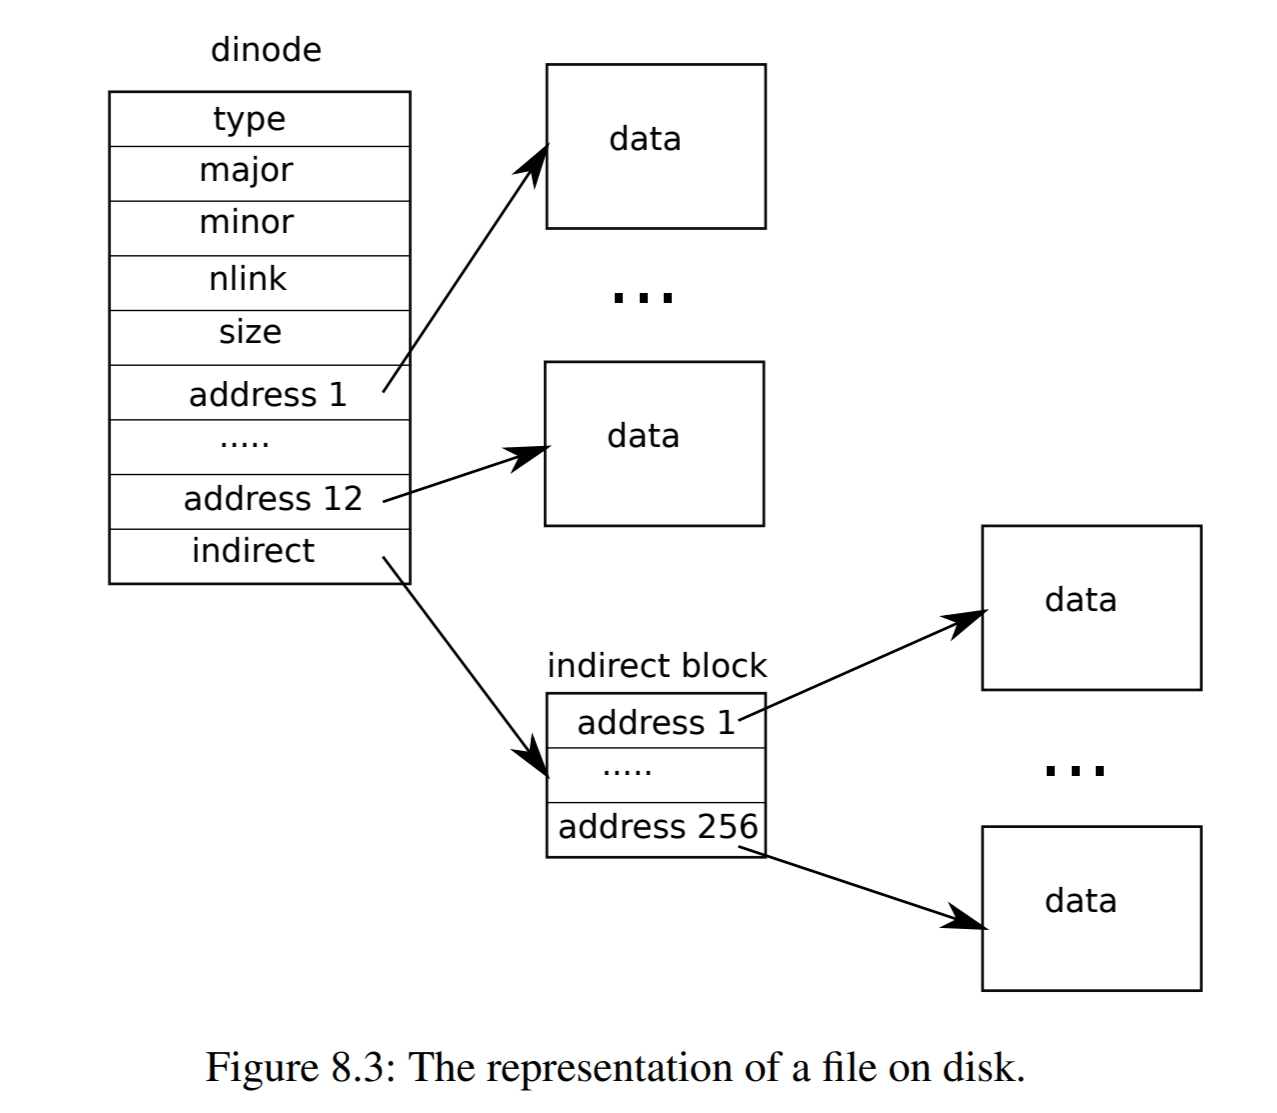 dinode
type
major
minor
nlink
size
address 1
.....
address 12
indirect
data
...
data
indirect block
address 1
.....
address 256
data
...
data
Figure 8.3: The representation of a file on disk.